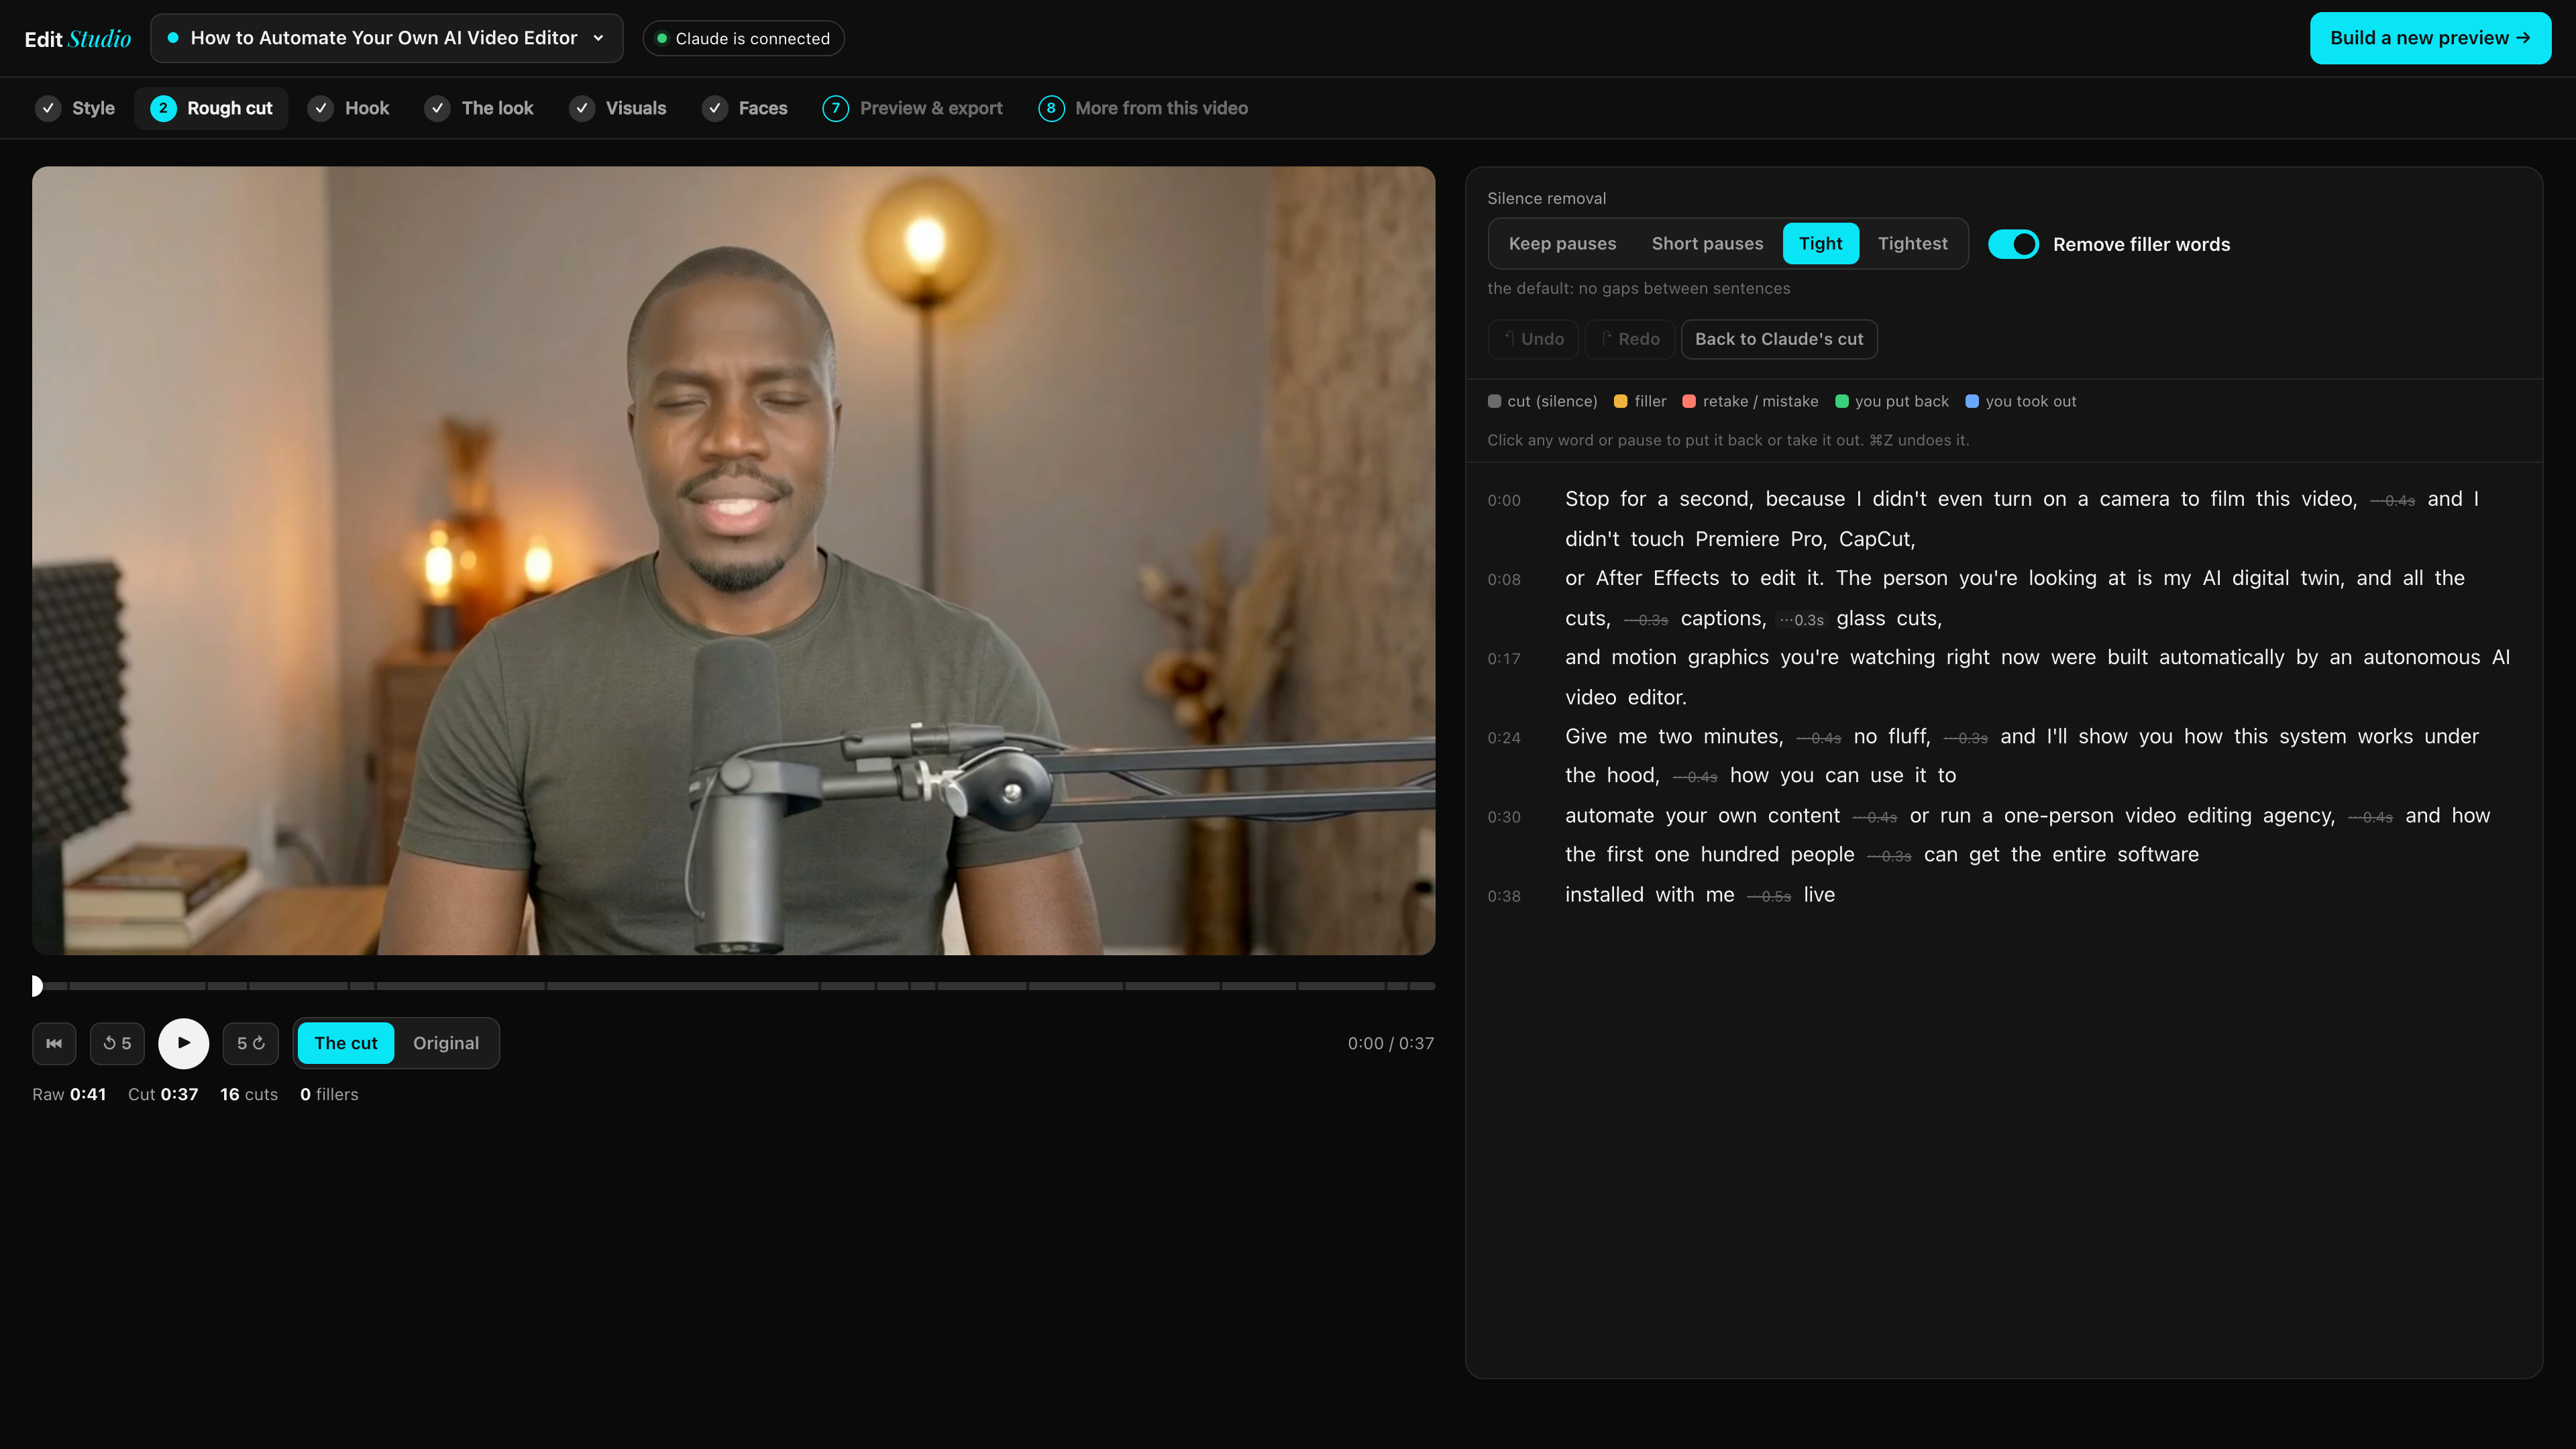 Edit Studio
How to Automate Your Own AI Video Editor
Claude is connected
Build a new preview →
Style
2 Rough cut
Hook
The look
Visuals
Faces
7 Preview & export
8 More from this video
Silence removal
Keep pauses
Short pauses
Tight
Tightest
Remove filler words
the default: no gaps between sentences
Undo
Redo
Back to Claude's cut
cut (silence)
filler
retake / mistake
you put back
you took out
Click any word or pause to put it back or take it out. ⌘Z undoes it.
0:00 Stop for a second, because I didn't even turn on a camera to film this video, ···0.4s and I
didn't touch Premiere Pro, CapCut,
0:08 or After Effects to edit it. The person you're looking at is my AI digital twin, and all the
cuts, ···0.3s captions, ···0.3s glass cuts,
0:17 and motion graphics you're watching right now were built automatically by an autonomous AI
video editor.
0:24 Give me two minutes, ···0.4s no fluff, ···0.3s and I'll show you how this system works under
the hood, ···0.4s how you can use it to
0:30 automate your own content ···0.4s or run a one-person video editing agency, ···0.4s and how
the first one hundred people ···0.3s can get the entire software
0:38 installed with me ···0.5s live
5
5
The cut
Original
0:00 / 0:37
Raw 0:41 Cut 0:37 16 cuts 0 fillers